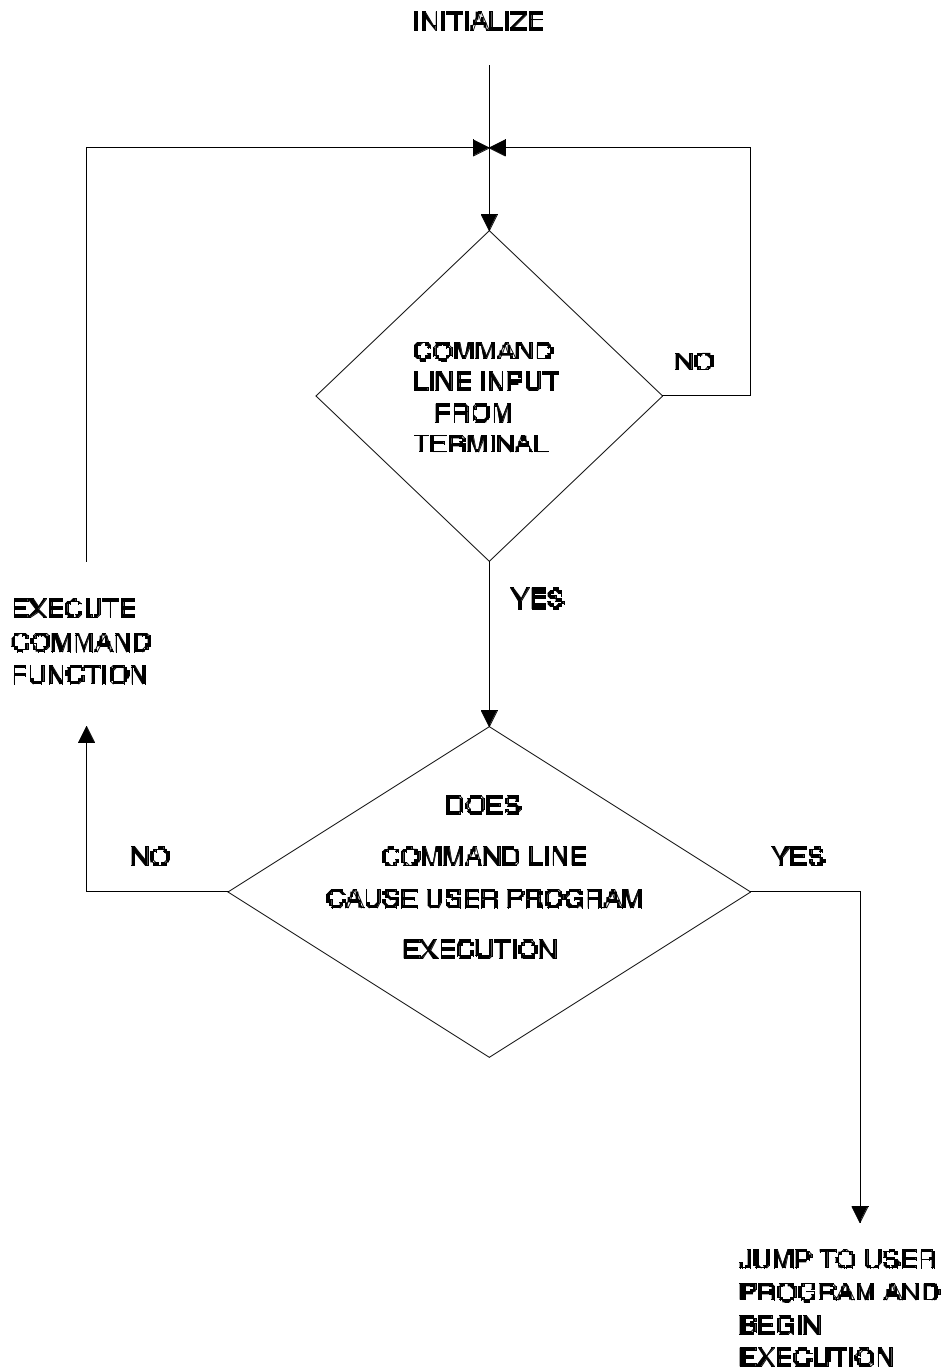 INITIALIZE
COMMAND
LINE INPUT
FROM
TERMINAL
NO
YES
EXECUTE
COMMAND
FUNCTION
DOES
COMMAND LINE
CAUSE USER PROGRAM
EXECUTION
NO
YES
JUMP TO USER
PROGRAM AND
BEGIN
EXECUTION